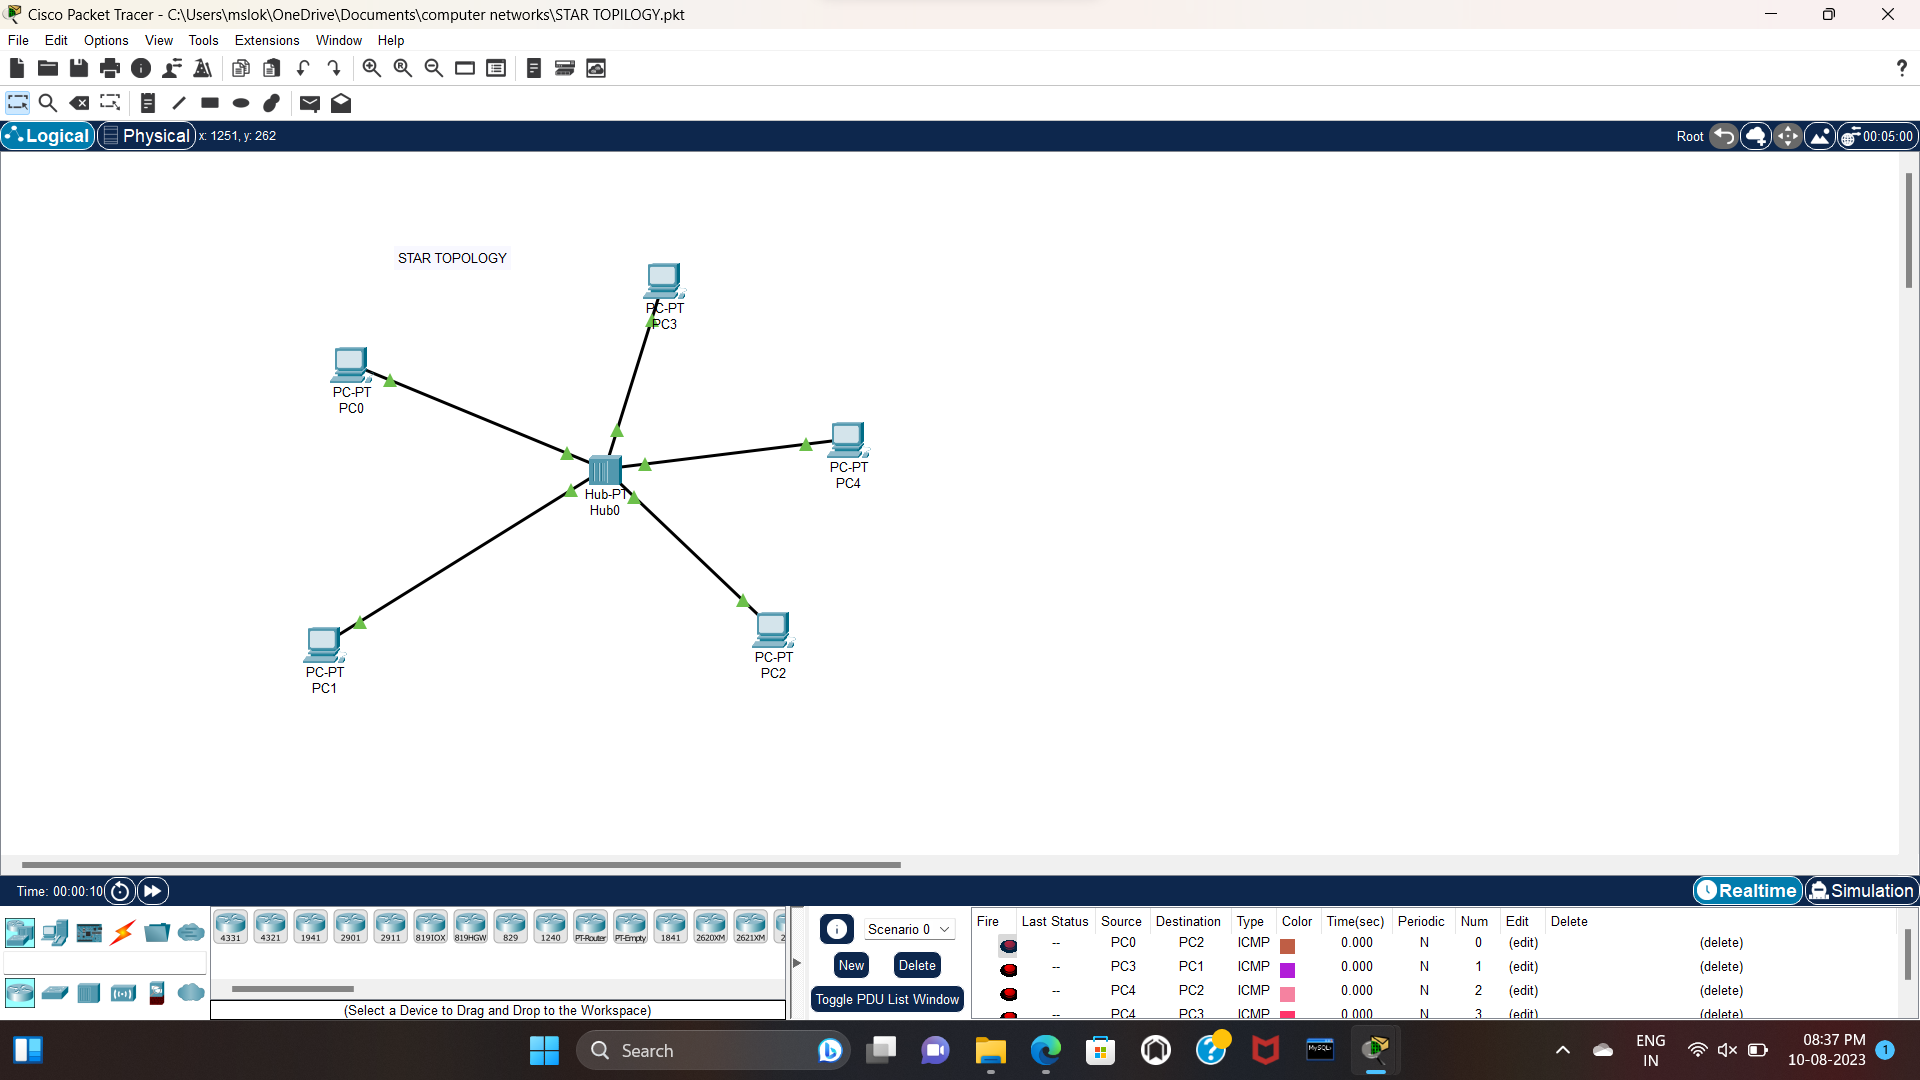 Cisco Packet Tracer - C:\Users\mslok\OneDrive\Documents\computer networks\STAR TOPILOGY.pkt
File Edit Options View Tools Extensions Window Help
?
Logical Physical x: 1251, y: 262 Root 00:05:00
STAR TOPOLOGY
PC-PT
PC3
PC-PT
PC0
PC-PT
PC4
Hub-PT
Hub0
PC-PT
PC2
PC-PT
PC1
Time: 00:00:10 Realtime Simulation
4331 4321 1941 2901 2911 819IOX 819HGW 829 1240 PT-Router PT-Empty 1841 2620XM 2621XM 2
(Select a Device to Drag and Drop to the Workspace)
Scenario 0
New Delete
Toggle PDU List Window
Fire Last Status Source Destination Type Color Time(sec) Periodic Num Edit Delete
-- PC0 PC2 ICMP 0.000 N 0 (edit) (delete)
-- PC3 PC1 ICMP 0.000 N 1 (edit) (delete)
-- PC4 PC2 ICMP 0.000 N 2 (edit) (delete)
-- PC4 PC3 ICMP 0.000 N 3 (edit) (delete)
Search
MySQL
ENG
IN
08:37 PM
10-08-2023
1